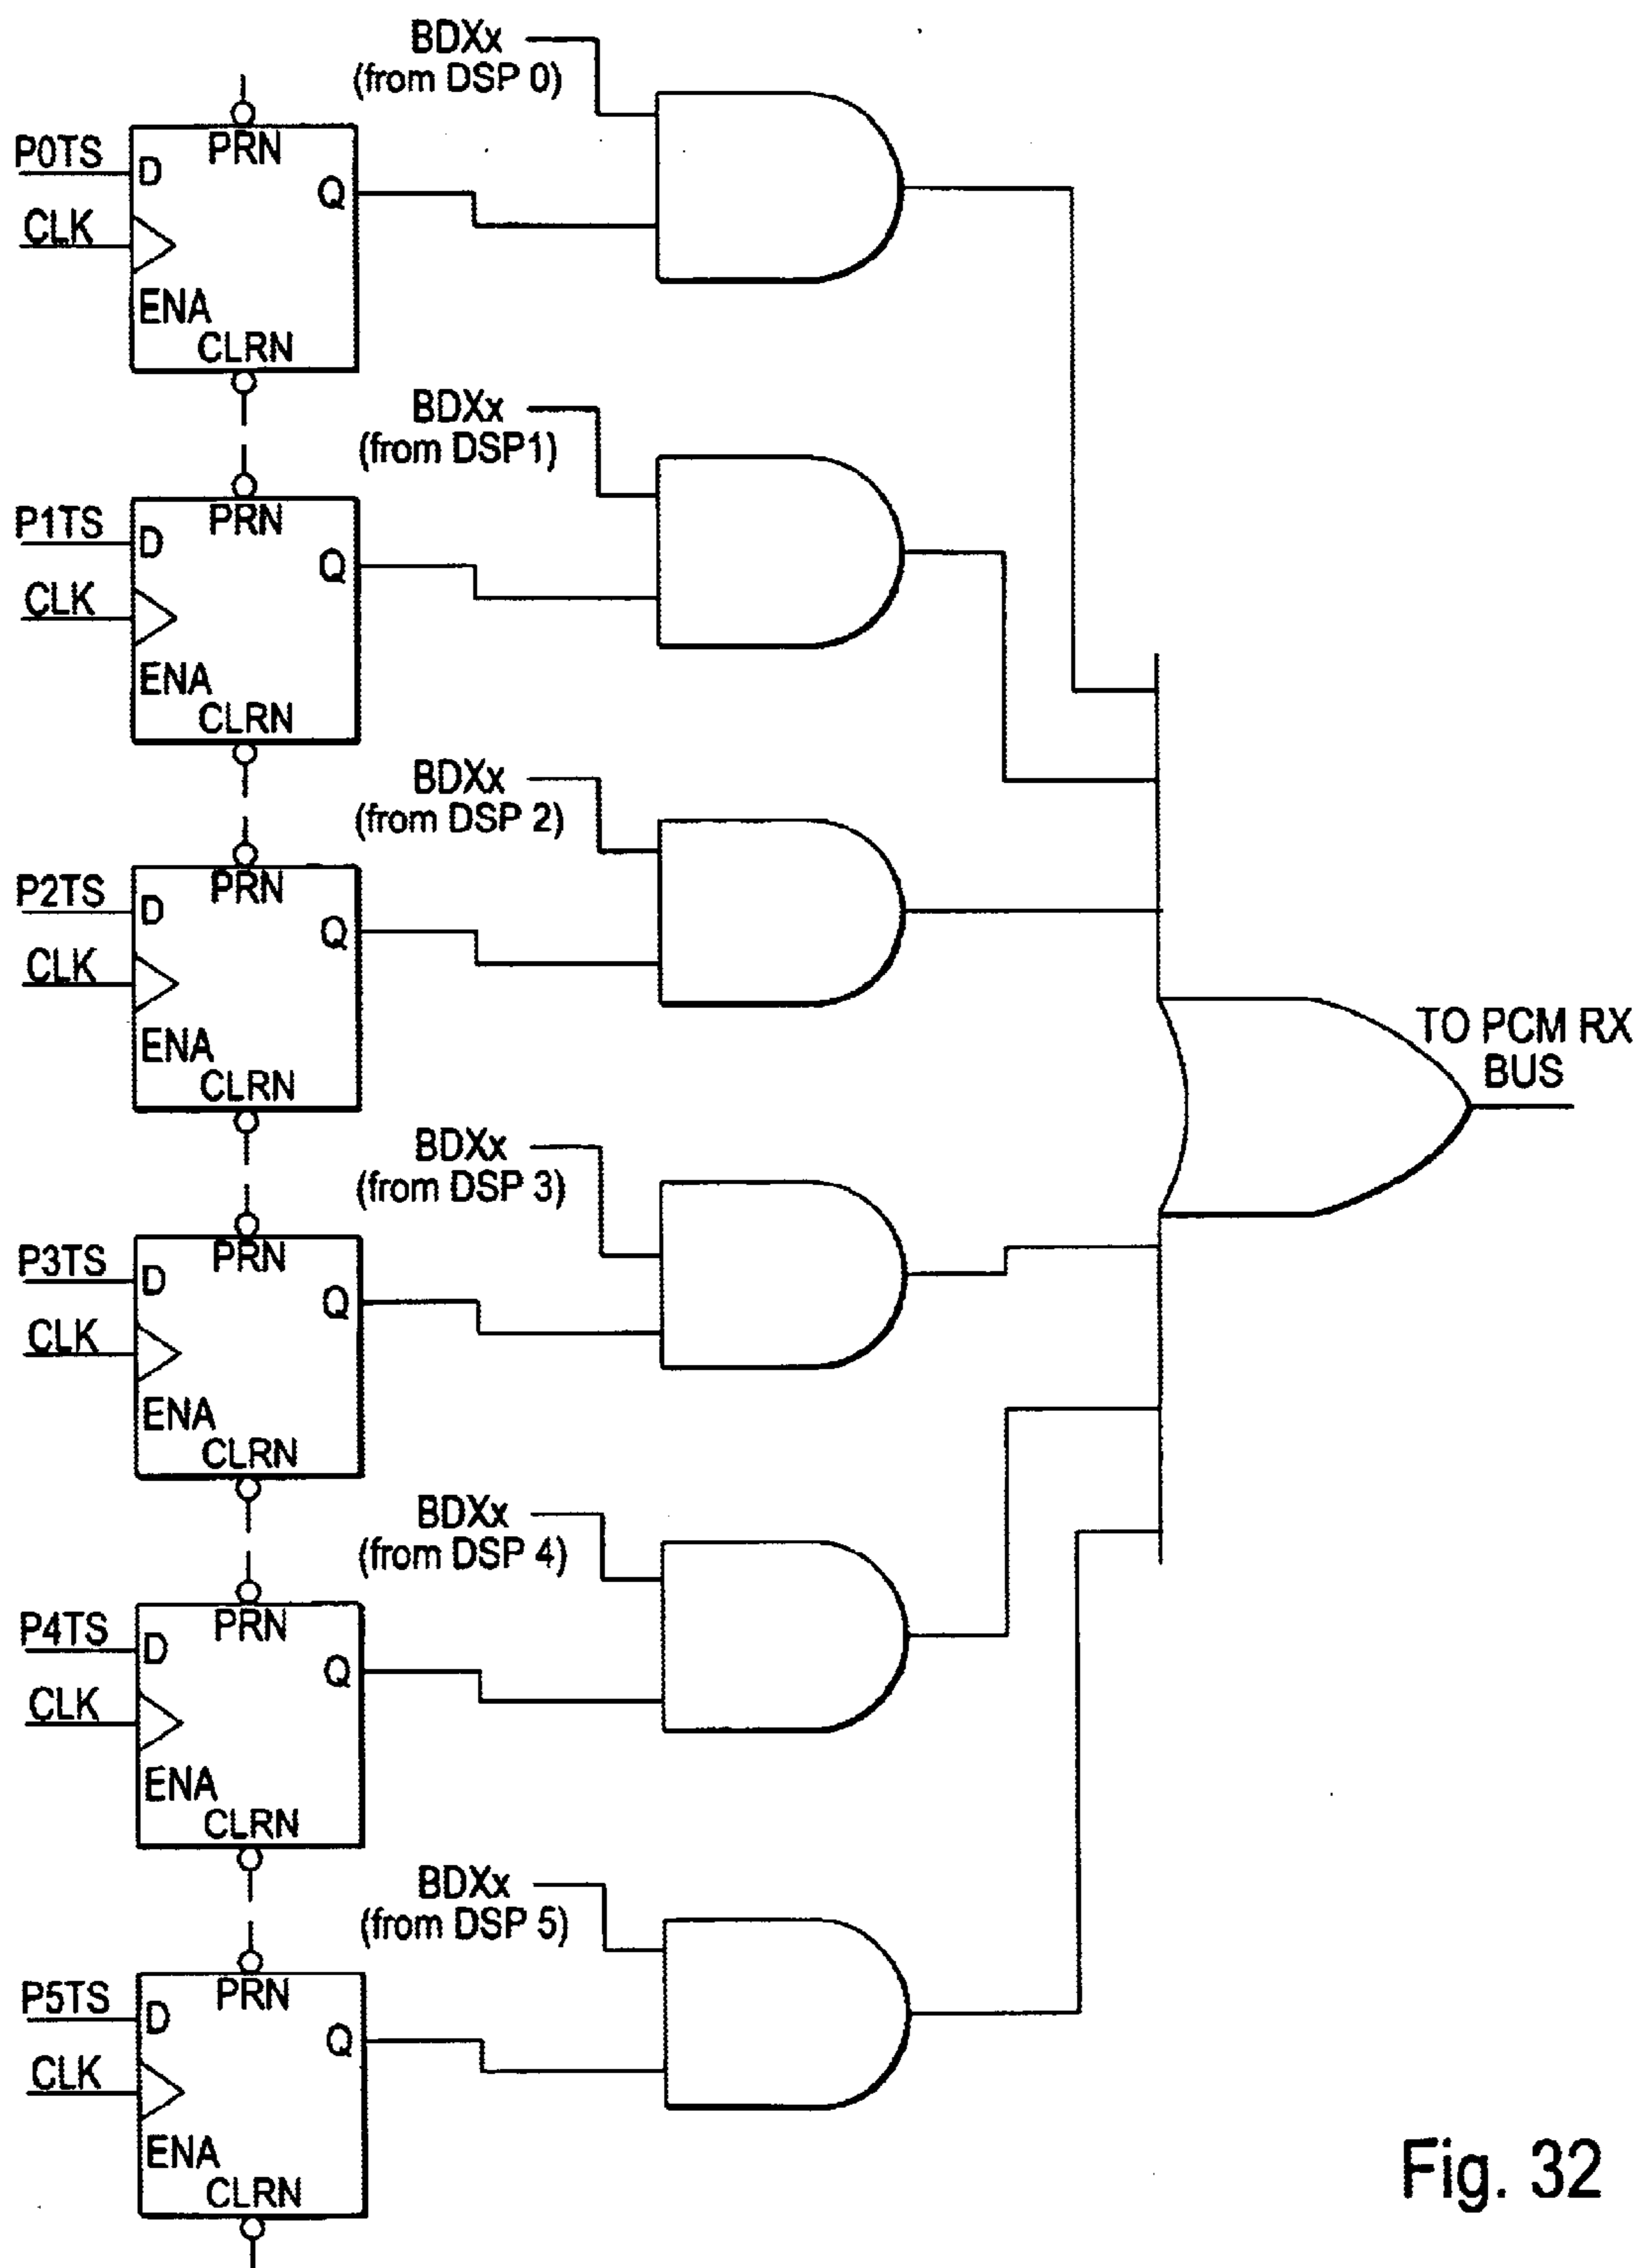 BDXx
(from DSP 0)
P0TS
D
PRN
Q
CLK
ENA
CLRN
BDXx
(from DSP1)
P1TS
D
PRN
Q
CLK
ENA
CLRN
BDXx
(from DSP 2)
P2TS
D
PRN
Q
CLK
ENA
CLRN
TO PCM RX
BUS
BDXx
(from DSP 3)
P3TS
D
PRN
Q
CLK
ENA
CLRN
BDXx
(from DSP 4)
P4TS
D
PRN
Q
CLK
ENA
CLRN
BDXx
(from DSP 5)
P5TS
D
PRN
Q
CLK
ENA
CLRN
Fig. 32